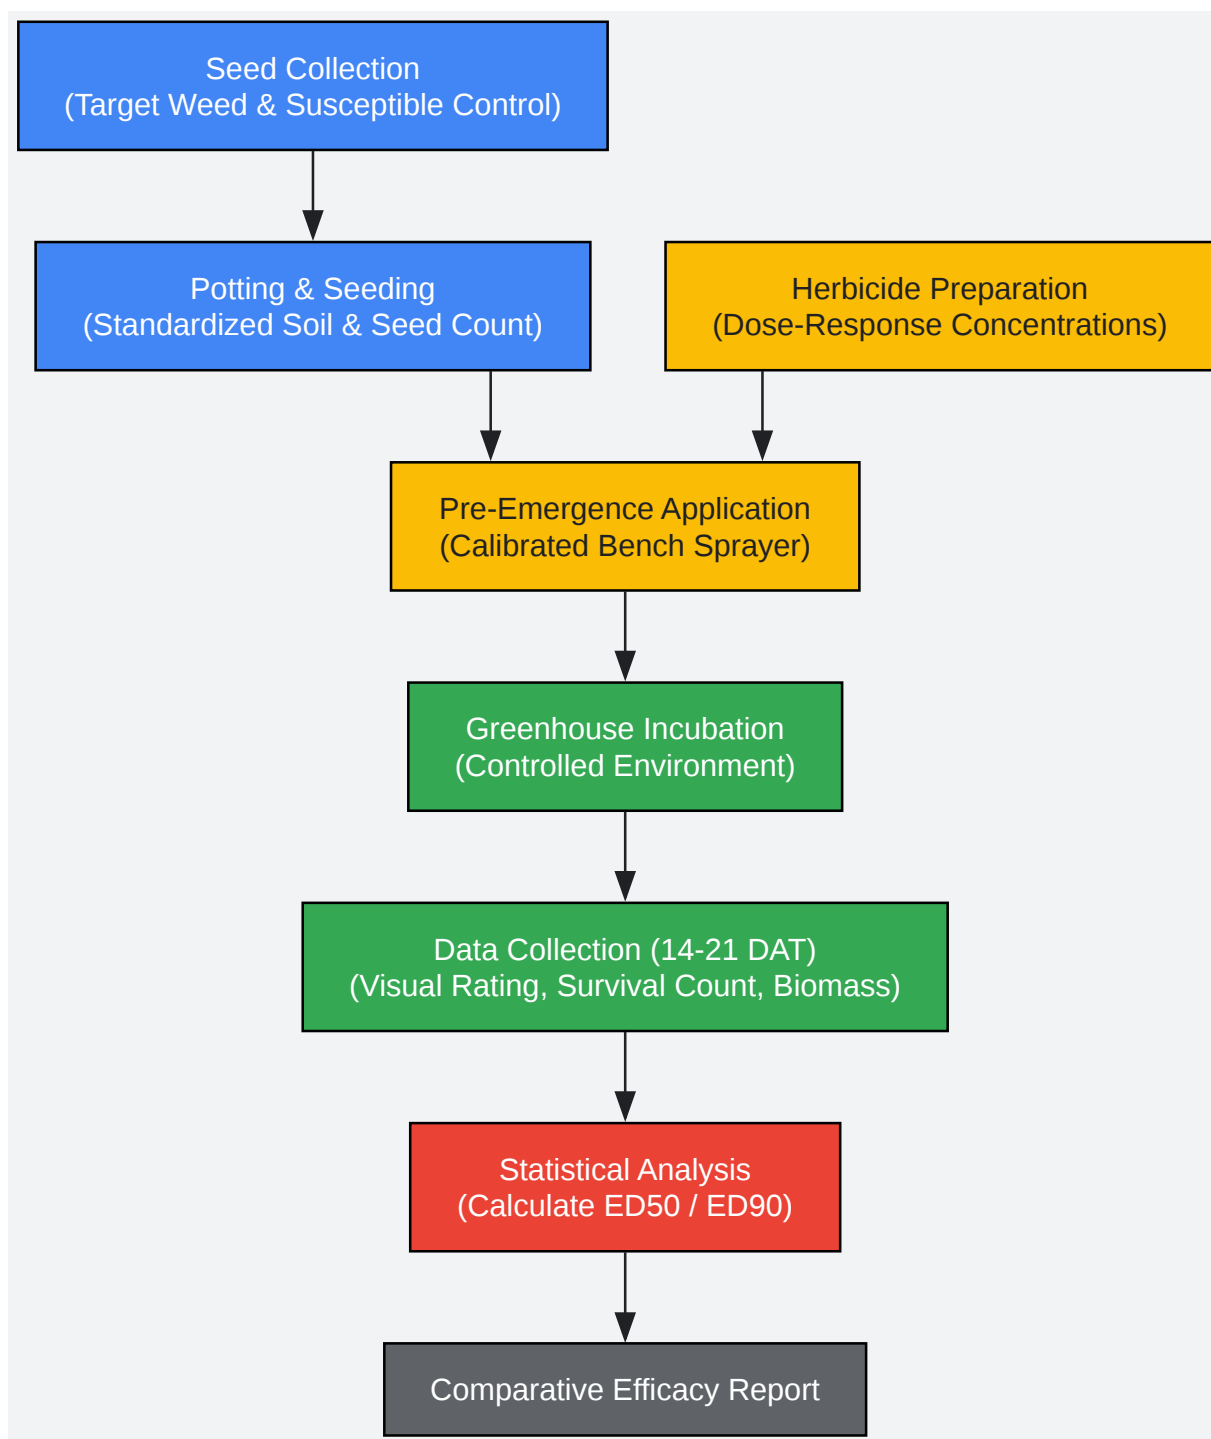 Seed Collection
(Target Weed & Susceptible Control)
Potting & Seeding
(Standardized Soil & Seed Count)
Herbicide Preparation
(Dose-Response Concentrations)
Pre-Emergence Application
(Calibrated Bench Sprayer)
Greenhouse Incubation
(Controlled Environment)
Data Collection (14-21 DAT)
(Visual Rating, Survival Count, Biomass)
Statistical Analysis
(Calculate ED50 / ED90)
Comparative Efficacy Report